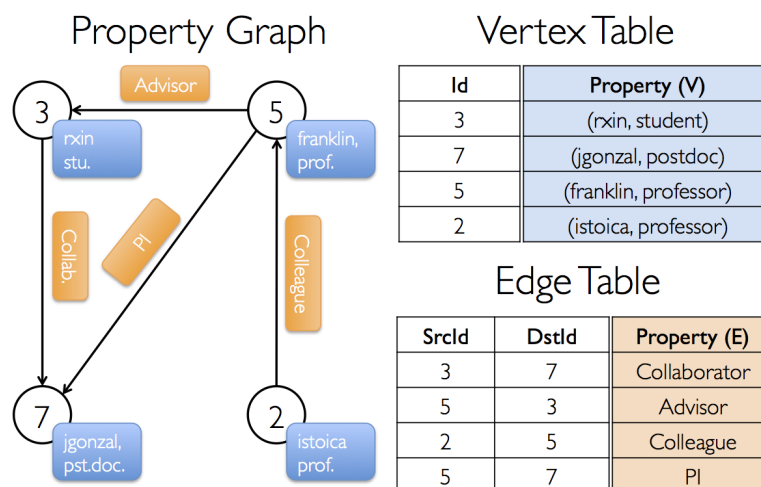 Property Graph
Advisor
3
5
rxin
stu.
franklin,
prof.
Collab.
PI
Colleague
7
2
jgonzal,
pst.doc.
istoica
prof.
Vertex Table
Id Property (V)
3 (rxin, student)
7 (jgonzal, postdoc)
5 (franklin, professor)
2 (istoica, professor)
Edge Table
SrcId DstId Property (E)
3 7 Collaborator
5 3 Advisor
2 5 Colleague
5 7 PI